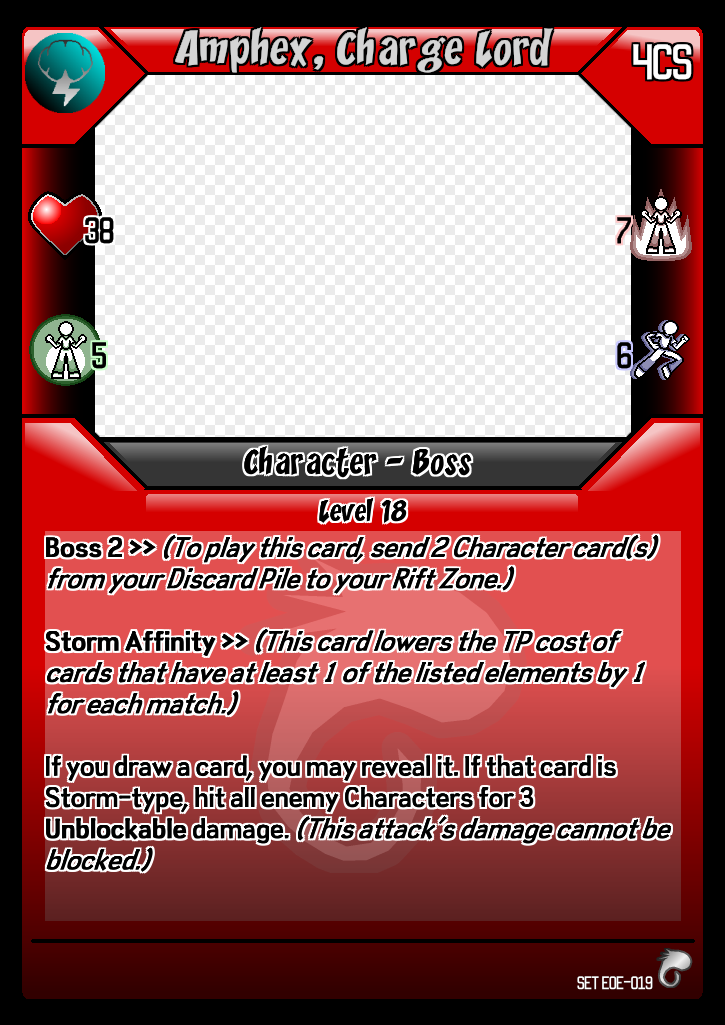 Amphex, Charge Lord
4CS
38
7
5
6
Character - Boss
Level 18
Boss 2 >> (To play this card, send 2 Character card(s)
from your Discard Pile to your Rift Zone.)
Storm Affinity >> (This card lowers the TP cost of
cards that have at least 1 of the listed elements by 1
for each match.)
If you draw a card, you may reveal it. If that card is
Storm-type, hit all enemy Characters for 3
Unblockable damage. (This attack's damage cannot be
blocked.)
SET EOE-019